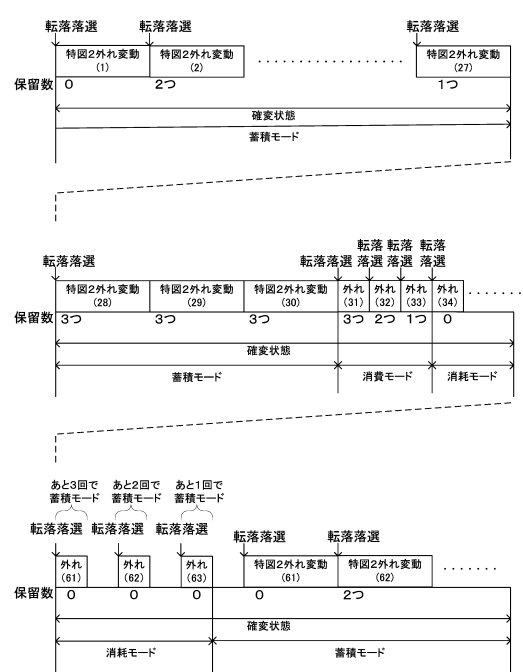 転落落選 転落落選 転落落選
特図2外れ変動 特図2外れ変動 ・・・・・・・・・・・・・・・ 特図2外れ変動
(1) (2) (27)
保留数 0 2つ 1つ
確変状態
蓄積モード
転落 転落 転落
転落落選 転落落選 落選 落選 落選
特図2外れ変動 特図2外れ変動 特図2外れ変動 外れ 外れ 外れ 外れ ・・・・・・・
(28) (29) (30) (31) (32) (33) (34)
保留数 3つ 3つ 3つ 3つ 2つ 1つ 0
確変状態
蓄積モード 消費モード 消耗モード
あと3回で あと2回で あと1回で
蓄積モード 蓄積モード 蓄積モード
転落落選 転落落選 転落落選 転落落選 転落落選
外れ 外れ 外れ 特図2外れ変動 特図2外れ変動 ・・・・・・
(61) (62) (63) (61) (62)
保留数 0 0 0 0 2つ
確変状態
消耗モード 蓄積モード